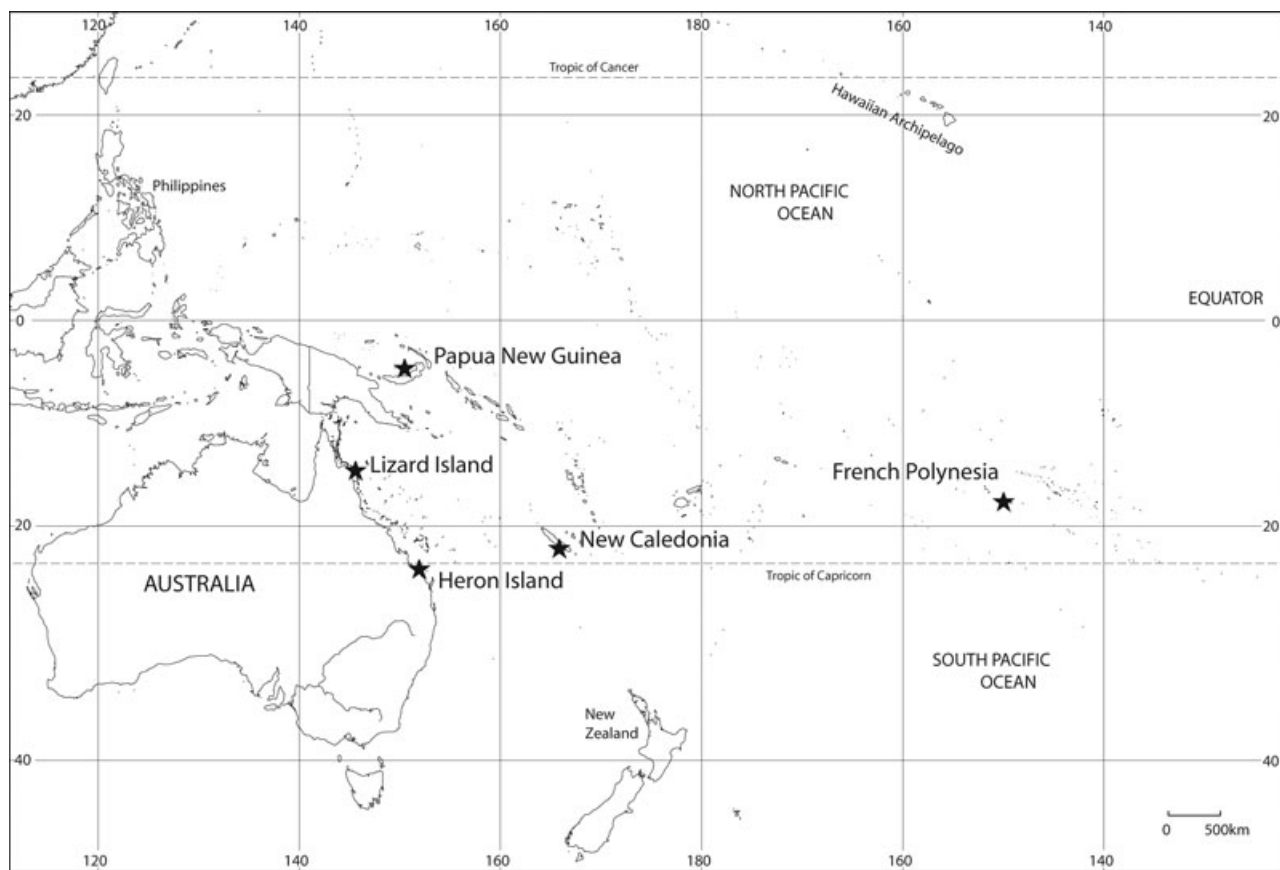 120 140 160 180 160 140
Tropic of Cancer
Hawaiian Archipelago
20 20
Philippines
NORTH PACIFIC
OCEAN
EQUATOR
0 0
Papua New Guinea
Lizard Island
French Polynesia
20 20
New Caledonia
Tropic of Capricorn
AUSTRALIA
Heron Island
SOUTH PACIFIC
OCEAN
New
Zealand
40 40
0 500km
120 140 160 180 160 140